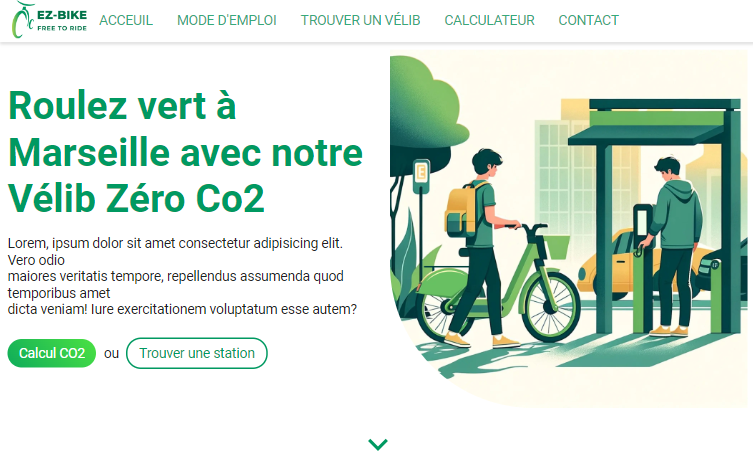 EZ-BIKE
FREE TO RIDE
ACCEUIL MODE D'EMPLOI TROUVER UN VÉLIB CALCULATEUR CONTACT
Roulez vert à
Marseille avec notre
Vélib Zéro Co2
Lorem, ipsum dolor sit amet consectetur adipisicing elit.
Vero odio
maiores veritatis tempore, repellendus assumenda quod
temporibus amet
dicta veniam! Iure exercitationem voluptatum esse autem?
Calcul CO2 ou Trouver une station